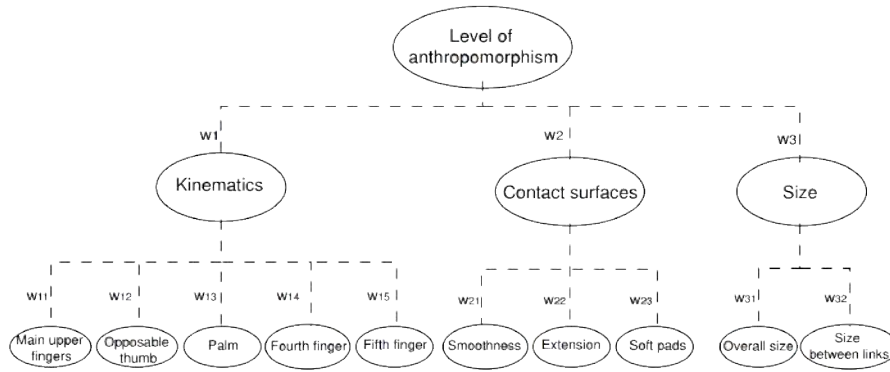 Level of
anthropomorphism
w1
w2
w3
Kinematics
Contact surfaces
Size
w11
w12
w13
w14
w15
w21
w22
w23
w31
w32
Main upper
fingers
Opposable
thumb
Palm
Fourth finger
Fifth finger
Smoothness
Extension
Soft pads
Overall size
Size
between links